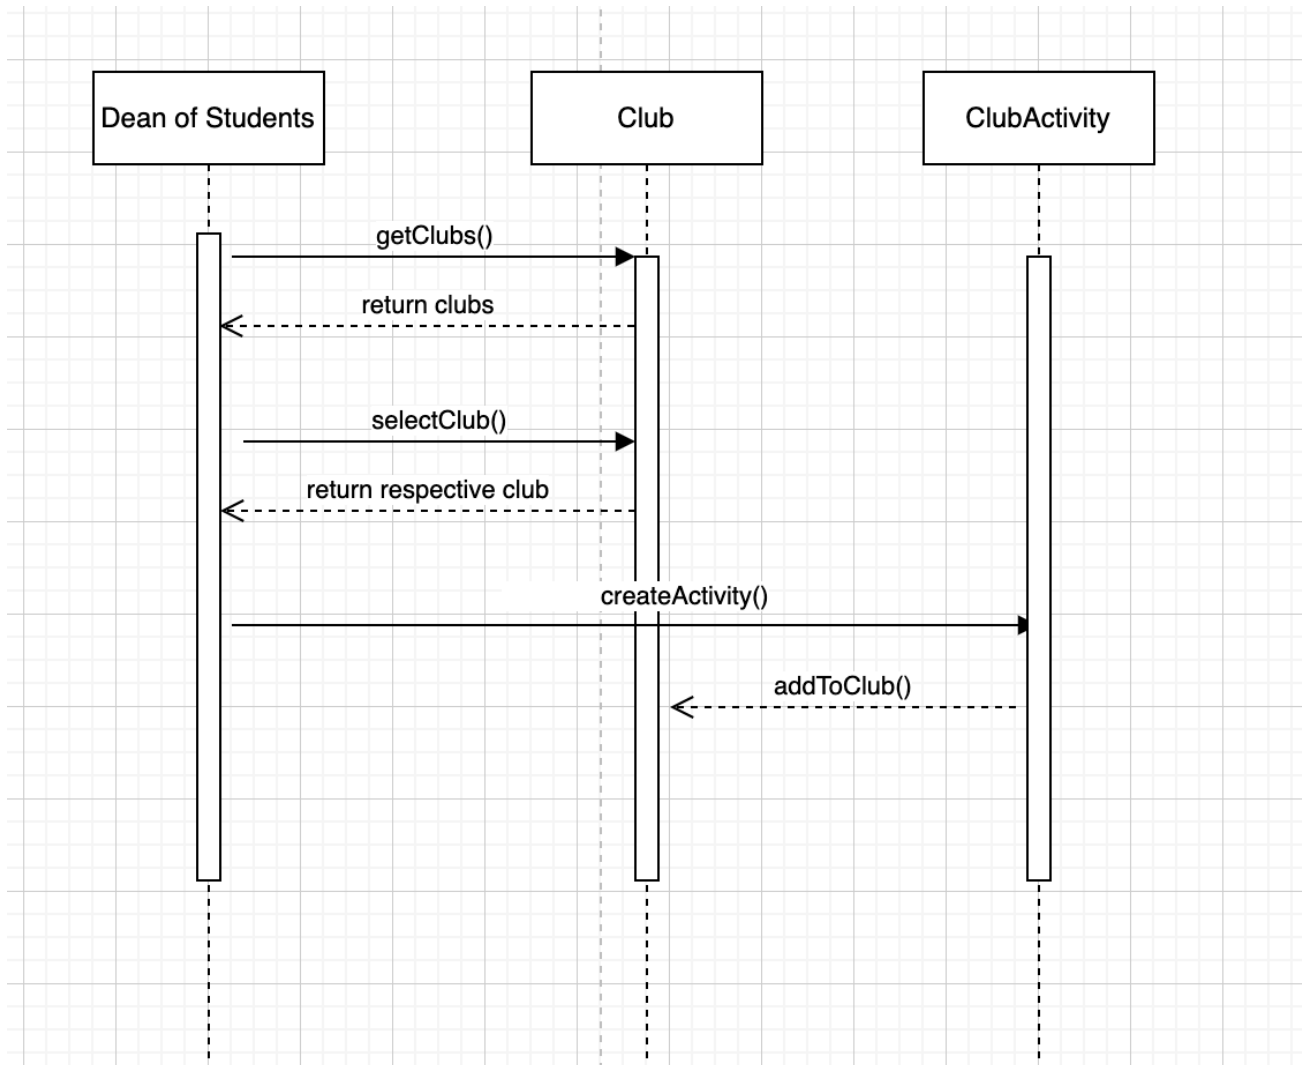 Dean of Students
Club
ClubActivity
getClubs()
return clubs
selectClub()
return respective club
createActivity()
addToClub()